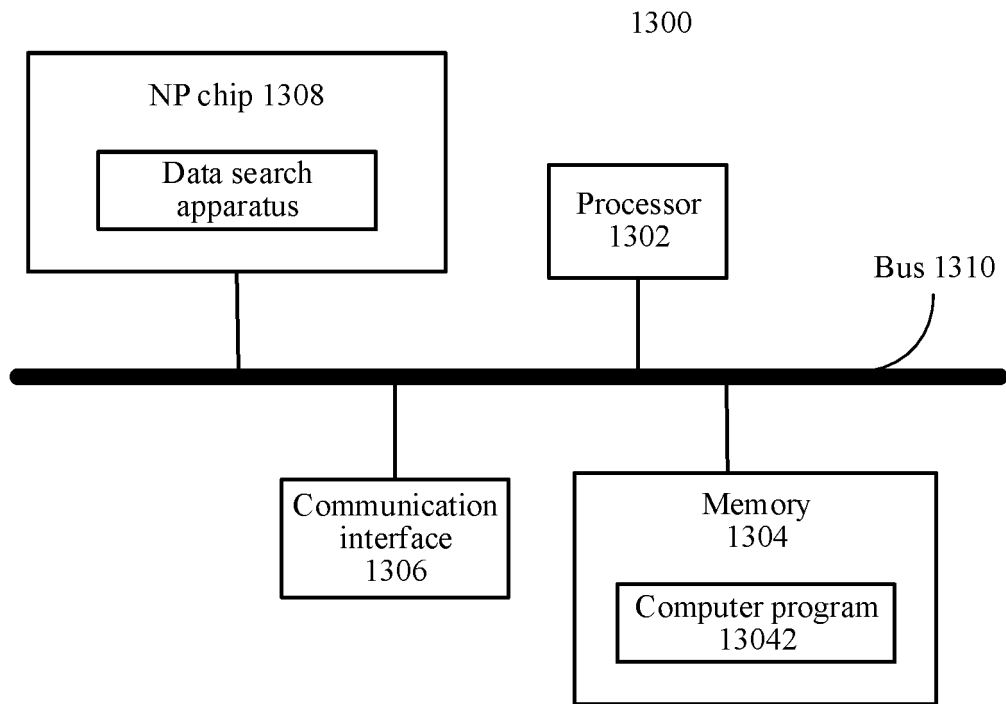 1300
NP chip 1308
Data search
apparatus
Processor
1302
Bus 1310
Communication
interface
1306
Memory
1304
Computer program
13042